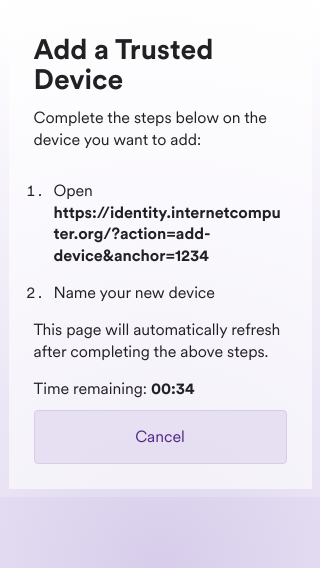 Add a Trusted
Device
Complete the steps below on the
device you want to add:
1. Open
https://identity.internetcompu
ter.org/?action=add-
device&anchor=1234
2. Name your new device
This page will automatically refresh
after completing the above steps.
Time remaining: 00:34
Cancel